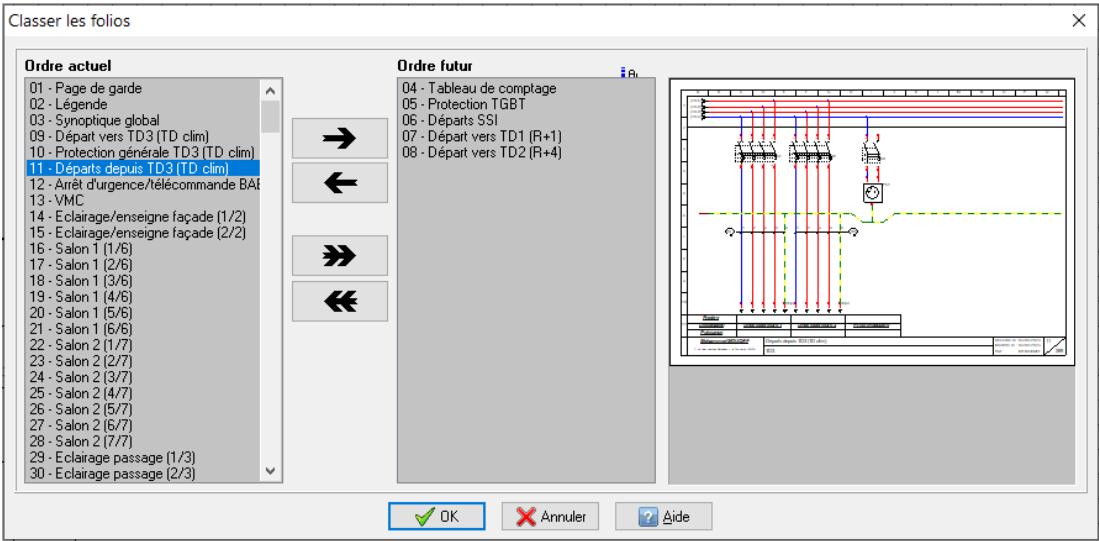 Classer les folios
Ordre actuel
01 - Page de garde
02 - Légende
03 - Synoptique global
09 - Départ vers TD3 (TD clim)
10 - Protection générale TD3 (TD clim)
11 - Départs depuis TD3 (TD clim)
12 - Arrêt d'urgence/télécommande BAE
13 - VMC
14 - Eclairage/enseigne façade (1/2)
15 - Eclairage/enseigne façade (2/2)
16 - Salon 1 (1/6)
17 - Salon 1 (2/6)
18 - Salon 1 (3/6)
19 - Salon 1 (4/6)
20 - Salon 1 (5/6)
21 - Salon 1 (6/6)
22 - Salon 2 (1/7)
23 - Salon 2 (2/7)
24 - Salon 2 (3/7)
25 - Salon 2 (4/7)
26 - Salon 2 (5/7)
27 - Salon 2 (6/7)
28 - Salon 2 (7/7)
29 - Eclairage passage (1/3)
30 - Eclairage passage (2/3)
Ordre futur
04 - Tableau de comptage
05 - Protection TGBT
06 - Départs SSI
07 - Départ vers TD1 (R+1)
08 - Départ vers TD2 (R+4)
Départs depuis TD3 (TD clim)
TD3
OK
Annuler
Aide